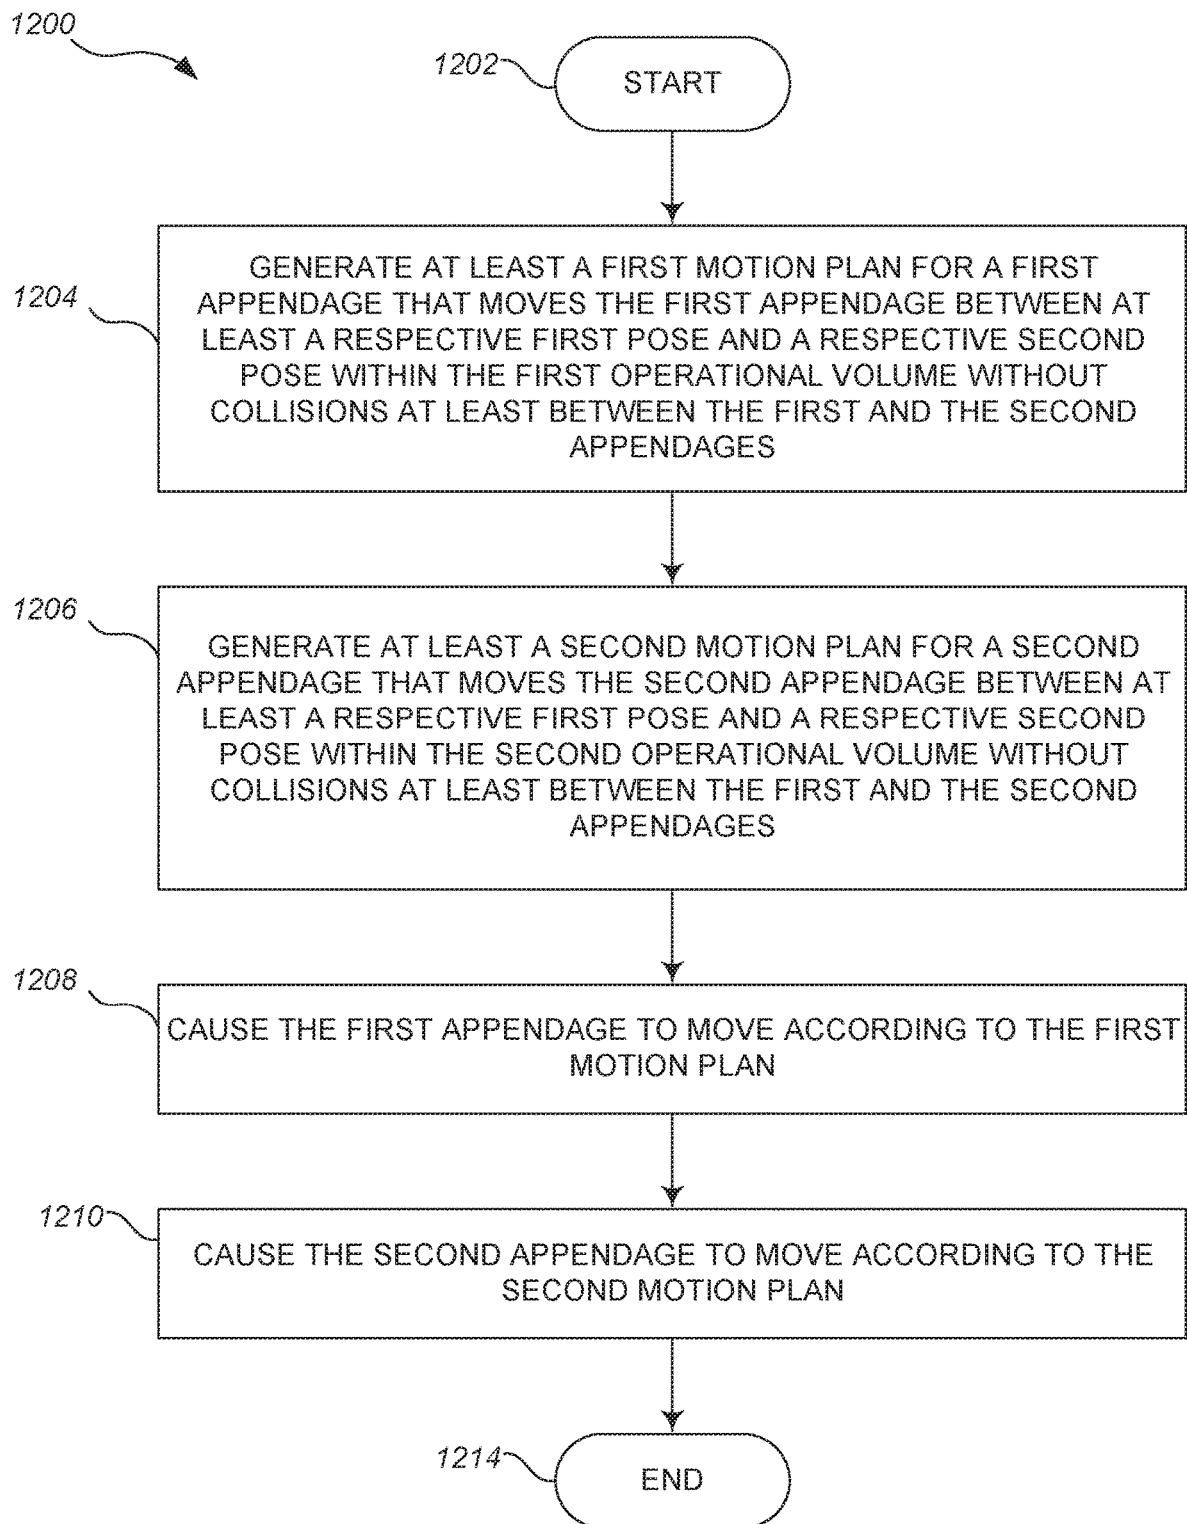 1200
1202
START
1204
GENERATE AT LEAST A FIRST MOTION PLAN FOR A FIRST
APPENDAGE THAT MOVES THE FIRST APPENDAGE BETWEEN AT
LEAST A RESPECTIVE FIRST POSE AND A RESPECTIVE SECOND
POSE WITHIN THE FIRST OPERATIONAL VOLUME WITHOUT
COLLISIONS AT LEAST BETWEEN THE FIRST AND THE SECOND
APPENDAGES
1206
GENERATE AT LEAST A SECOND MOTION PLAN FOR A SECOND
APPENDAGE THAT MOVES THE SECOND APPENDAGE BETWEEN AT
LEAST A RESPECTIVE FIRST POSE AND A RESPECTIVE SECOND
POSE WITHIN THE SECOND OPERATIONAL VOLUME WITHOUT
COLLISIONS AT LEAST BETWEEN THE FIRST AND THE SECOND
APPENDAGES
1208
CAUSE THE FIRST APPENDAGE TO MOVE ACCORDING TO THE FIRST
MOTION PLAN
1210
CAUSE THE SECOND APPENDAGE TO MOVE ACCORDING TO THE
SECOND MOTION PLAN
1214
END